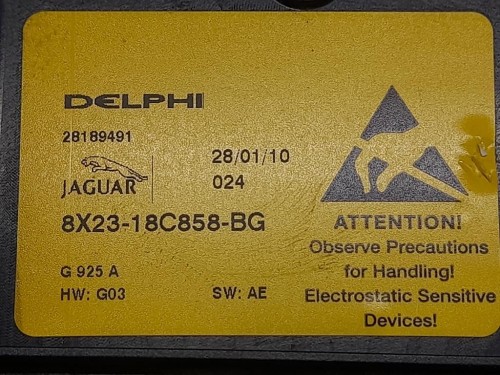 DELPHI
28189491
28/01/10
JAGUAR
024
8X23-18C858-BG
G 925 A
HW: G03 SW: AE
ATTENTION!
Observe Precautions
for Handling!
Electrostatic Sensitive
Devices!